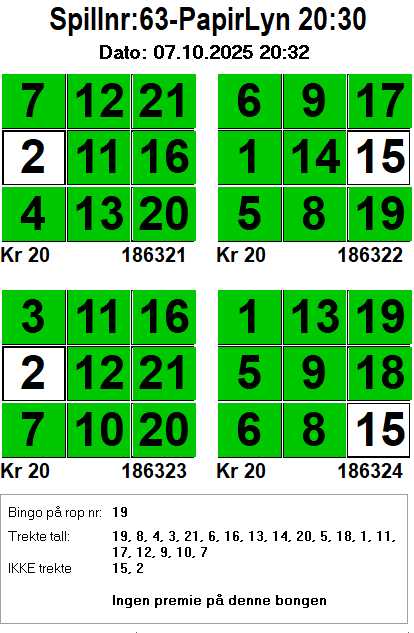 Spillnr:63-PapirLyn 20:30
Dato: 07.10.2025 20:32
7 12 21 6 9 17
2 11 16 1 14 15
4 13 20 5 8 19
Kr 20 186321 Kr 20 186322
3 11 16 1 13 19
2 12 21 5 9 18
7 10 20 6 8 15
Kr 20 186323 Kr 20 186324
Bingo på rop nr: 19
Trekte tall: 19, 8, 4, 3, 21, 6, 16, 13, 14, 20, 5, 18, 1, 11,
17, 12, 9, 10, 7
IKKE trekte 15, 2
Ingen premie på denne bongen